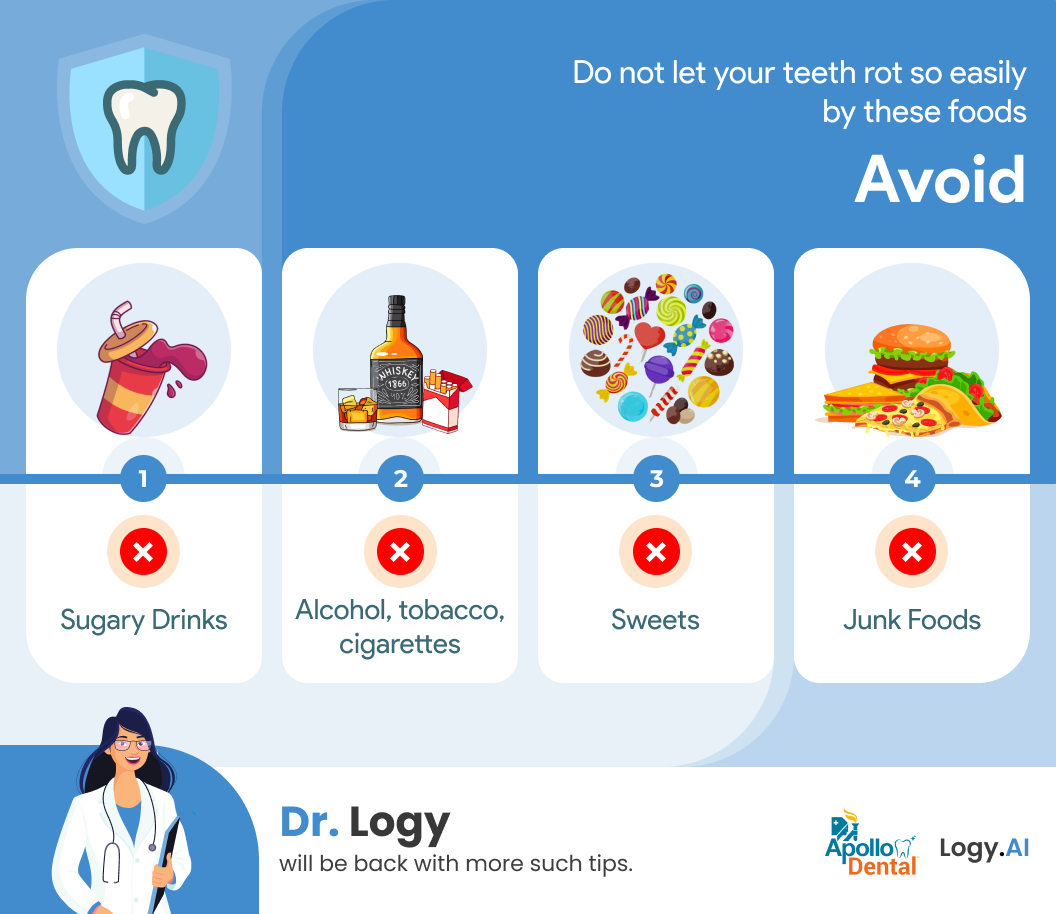 Do not let your teeth rot so easily
by these foods
Avoid
WHISKEY
1866
40%
1
2
3
4
Sugary Drinks
Alcohol, tobacco,
cigarettes
Sweets
Junk Foods
Dr. Logy
will be back with more such tips.
Apollo
Dental
Logy.AI